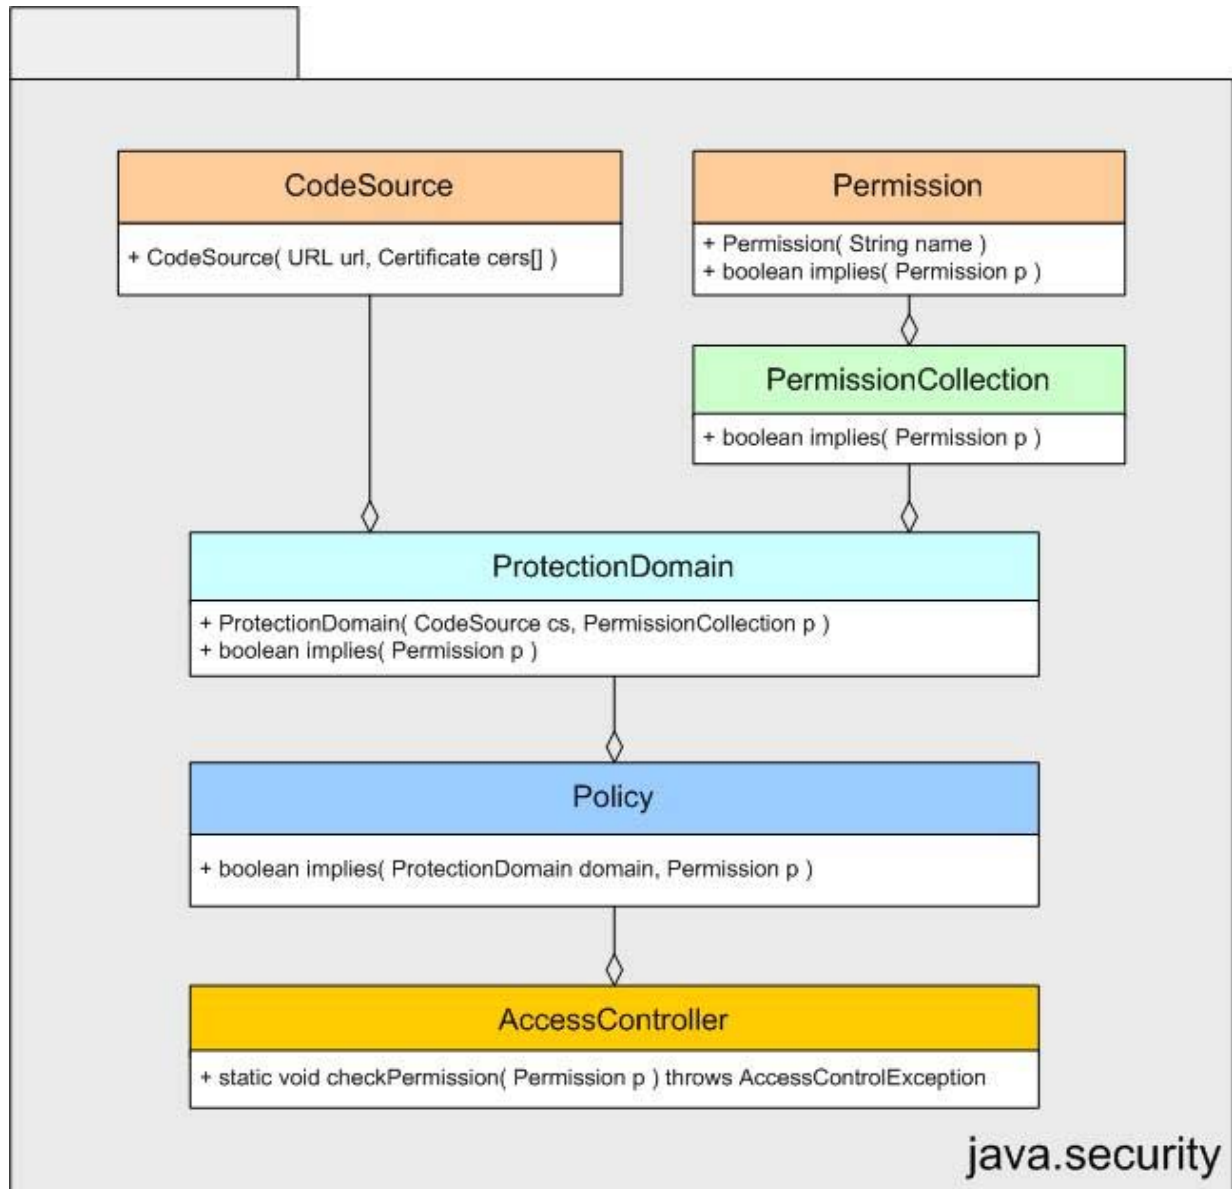 CodeSource
+ CodeSource( URL url, Certificate cers[] )
Permission
+ Permission( String name )
+ boolean implies( Permission p )
PermissionCollection
+ boolean implies( Permission p )
ProtectionDomain
+ ProtectionDomain( CodeSource cs, PermissionCollection p )
+ boolean implies( Permission p )
Policy
+ boolean implies( ProtectionDomain domain, Permission p )
AccessController
+ static void checkPermission( Permission p ) throws AccessControlException
java.security